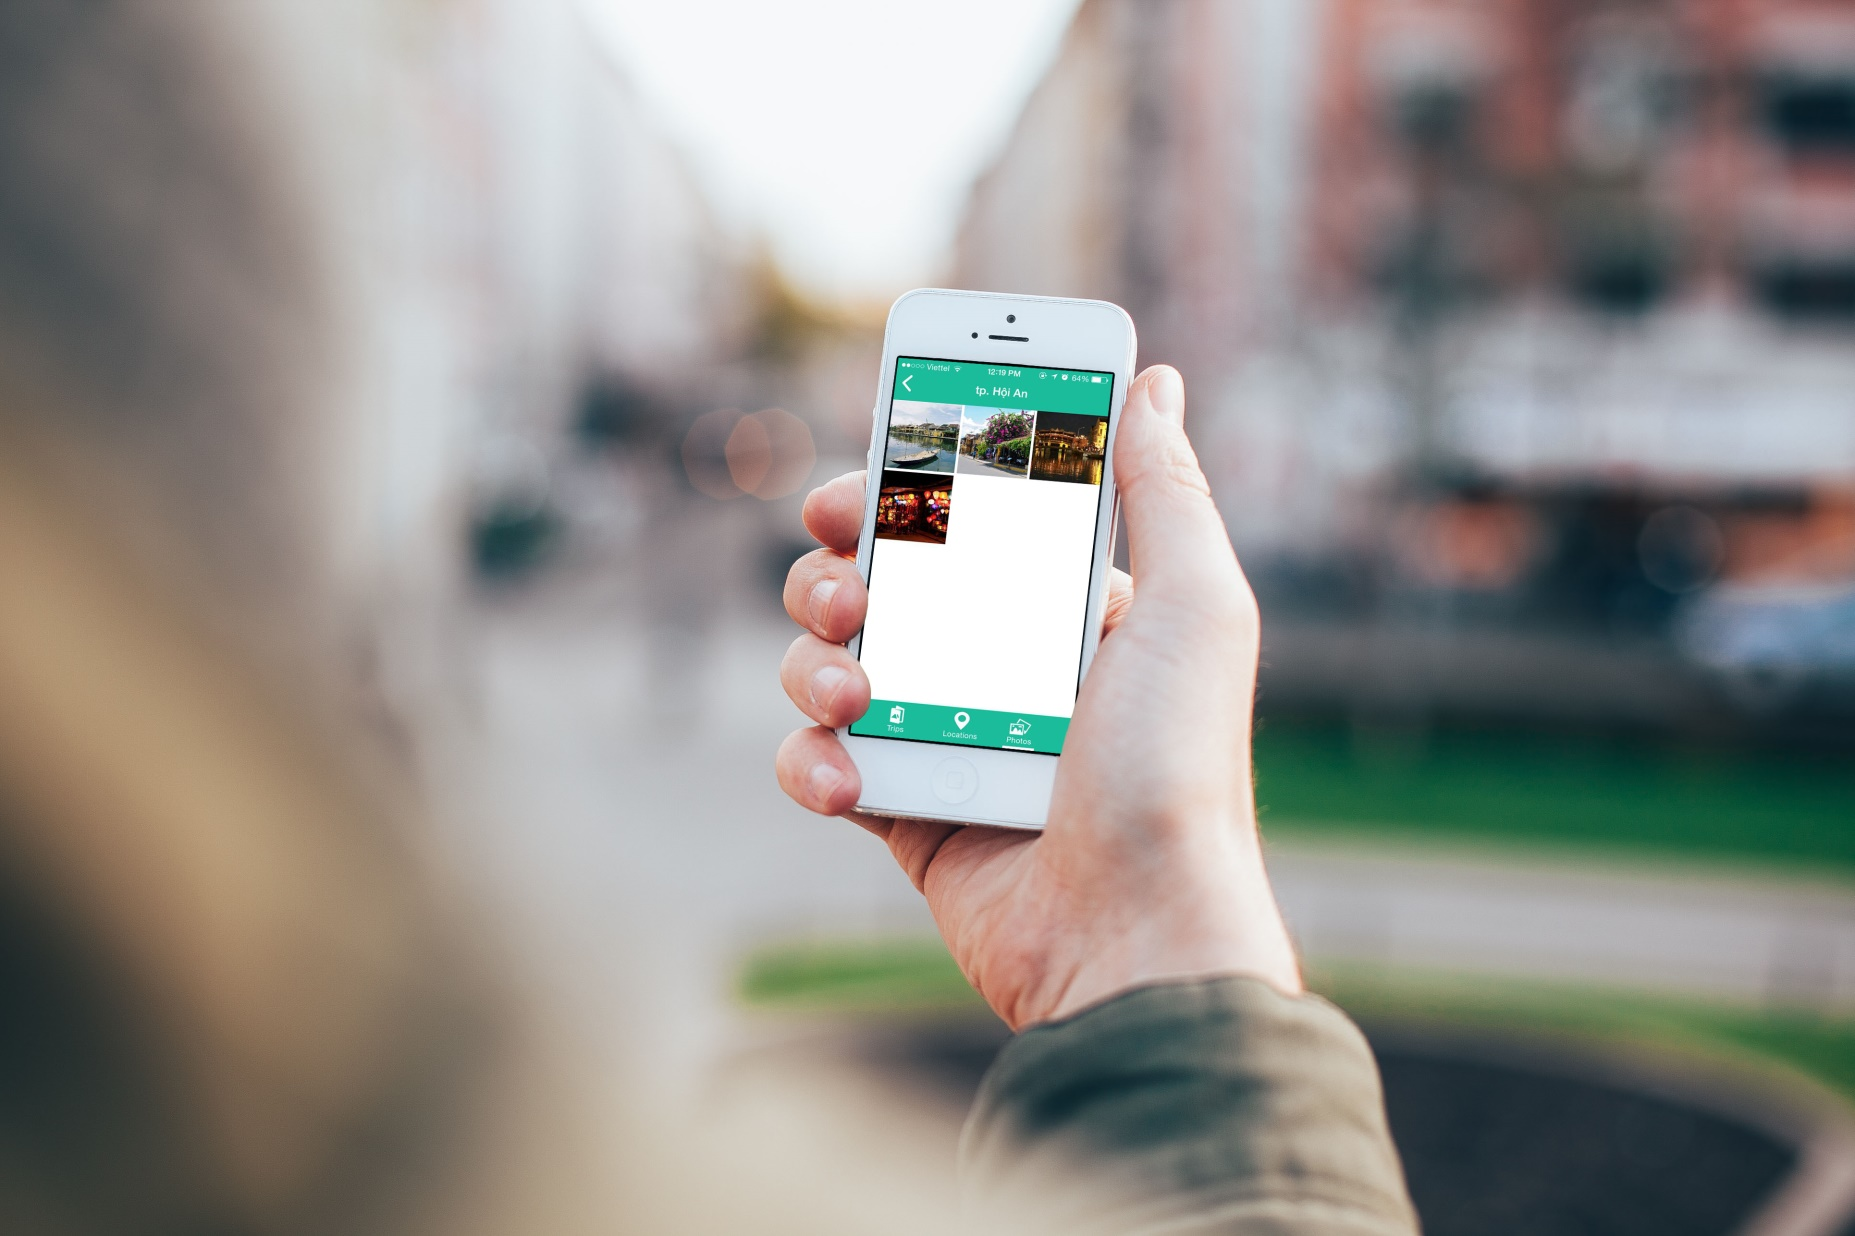 Viettel 12:19 PM 64%
tp. Hội An
Trips Locations Photos